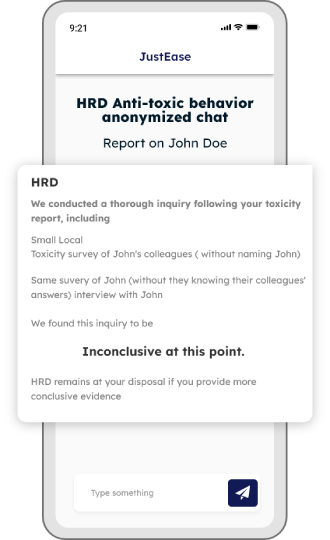 9:21
JustEase
HRD Anti-toxic behavior
anonymized chat
Report on John Doe
HRD
We conducted a thorough inquiry following your toxicity
report, including
Small Local
Toxicity survey of John's colleagues ( without naming John)
Same suvery of John (without they knowing their colleagues'
answers) interview with John
We found this inquiry to be
Inconclusive at this point.
HRD remains at your disposal if you provide more
conclusive evidence
Type something